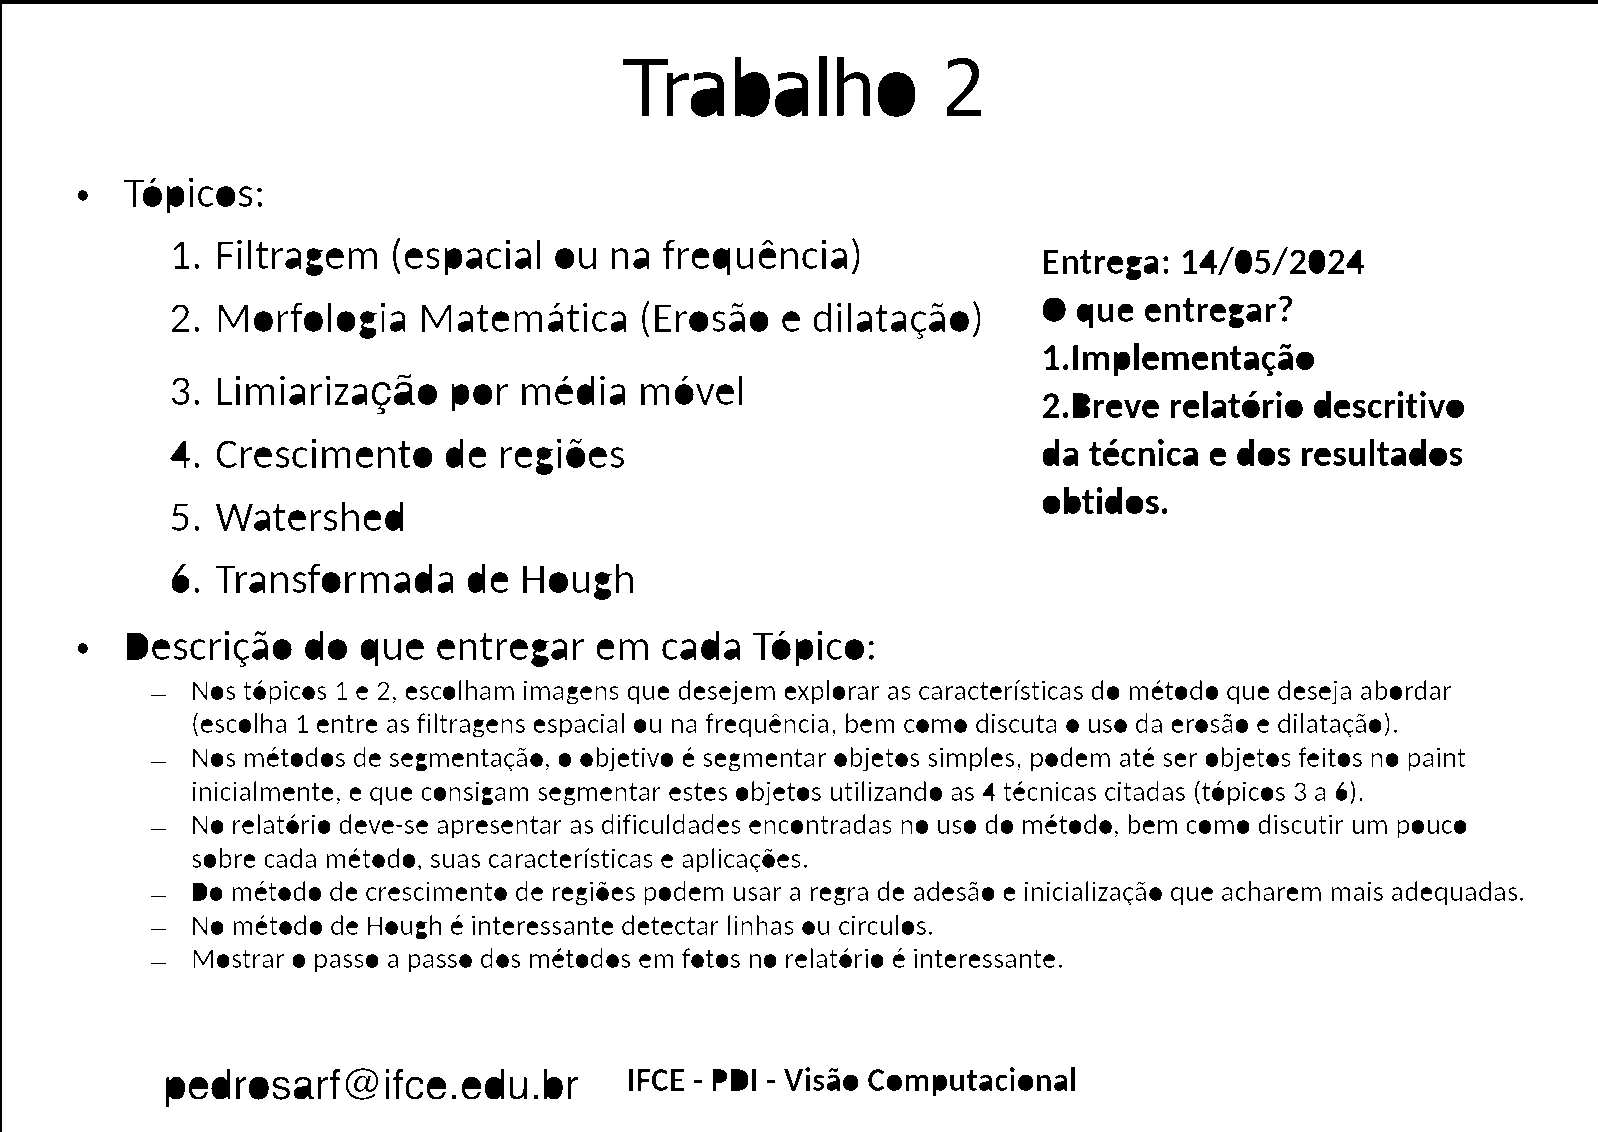 Trabalho 2
• Tópicos:
1. Filtragem (espacial ou na frequência)
2. Morfologia Matemática (Erosão e dilatação)
3. Limiarização por média móvel
4. Crescimento de regiões
5. Watershed
6. Transformada de Hough
Entrega: 14/05/2024
O que entregar?
1.Implementação
2.Breve relatório descritivo
da técnica e dos resultados
obtidos.
• Descrição do que entregar em cada Tópico:
– Nos tópicos 1 e 2, escolham imagens que desejem explorar as características do método que deseja abordar
(escolha 1 entre as filtragens espacial ou na frequência, bem como discuta o uso da erosão e dilatação).
– Nos métodos de segmentação, o objetivo é segmentar objetos simples, podem até ser objetos feitos no paint
inicialmente, e que consigam segmentar estes objetos utilizando as 4 técnicas citadas (tópicos 3 a 6).
– No relatório deve-se apresentar as dificuldades encontradas no uso do método, bem como discutir um pouco
sobre cada método, suas características e aplicações.
– Do método de crescimento de regiões podem usar a regra de adesão e inicialização que acharem mais adequadas.
– No método de Hough é interessante detectar linhas ou circulos.
– Mostrar o passo a passo dos métodos em fotos no relatório é interessante.
pedrosarf@ifce.edu.br
IFCE - PDI - Visão Computacional